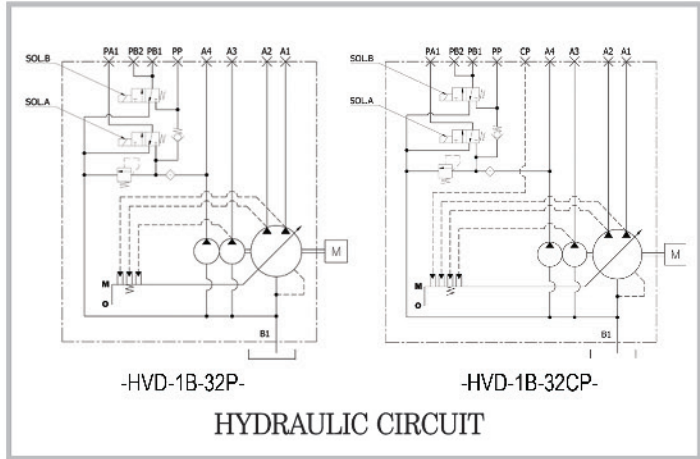 PA1 PB2 PB1 PP A4 A3 A2 A1
SOL.B
SOL.A
M
M
O
B1
-HVD-1B-32P-
PA1 PB2 PB1 PP CP A4 A3 A2 A1
SOL.B
SOL.A
M
M
O
B1
-HVD-1B-32CP-
HYDRAULIC CIRCUIT